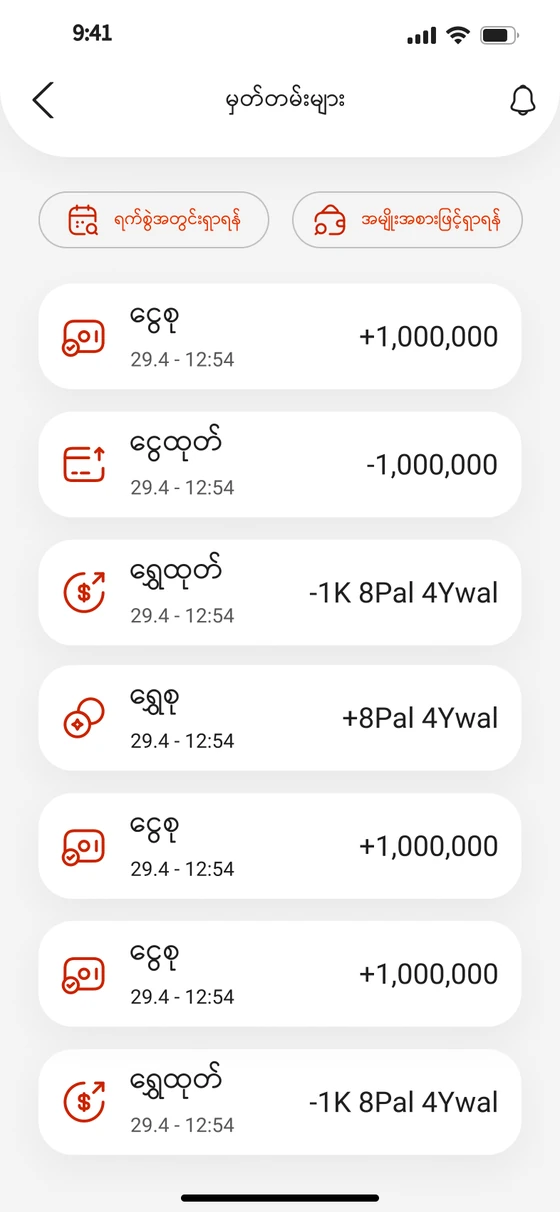 9:41
မှတ်တမ်းများ
ရက်စွဲအတွင်းရှာရန်
အမျိုးအစားဖြင့်ရှာရန်
ငွေစု
+1,000,000
29.4 - 12:54
ငွေထုတ်
-1,000,000
29.4 - 12:54
ရွှေထုတ်
-1K 8Pal 4Ywal
29.4 - 12:54
ရွှေစု
+8Pal 4Ywal
29.4 - 12:54
ငွေစု
+1,000,000
29.4 - 12:54
ငွေစု
+1,000,000
29.4 - 12:54
ရွှေထုတ်
-1K 8Pal 4Ywal
29.4 - 12:54